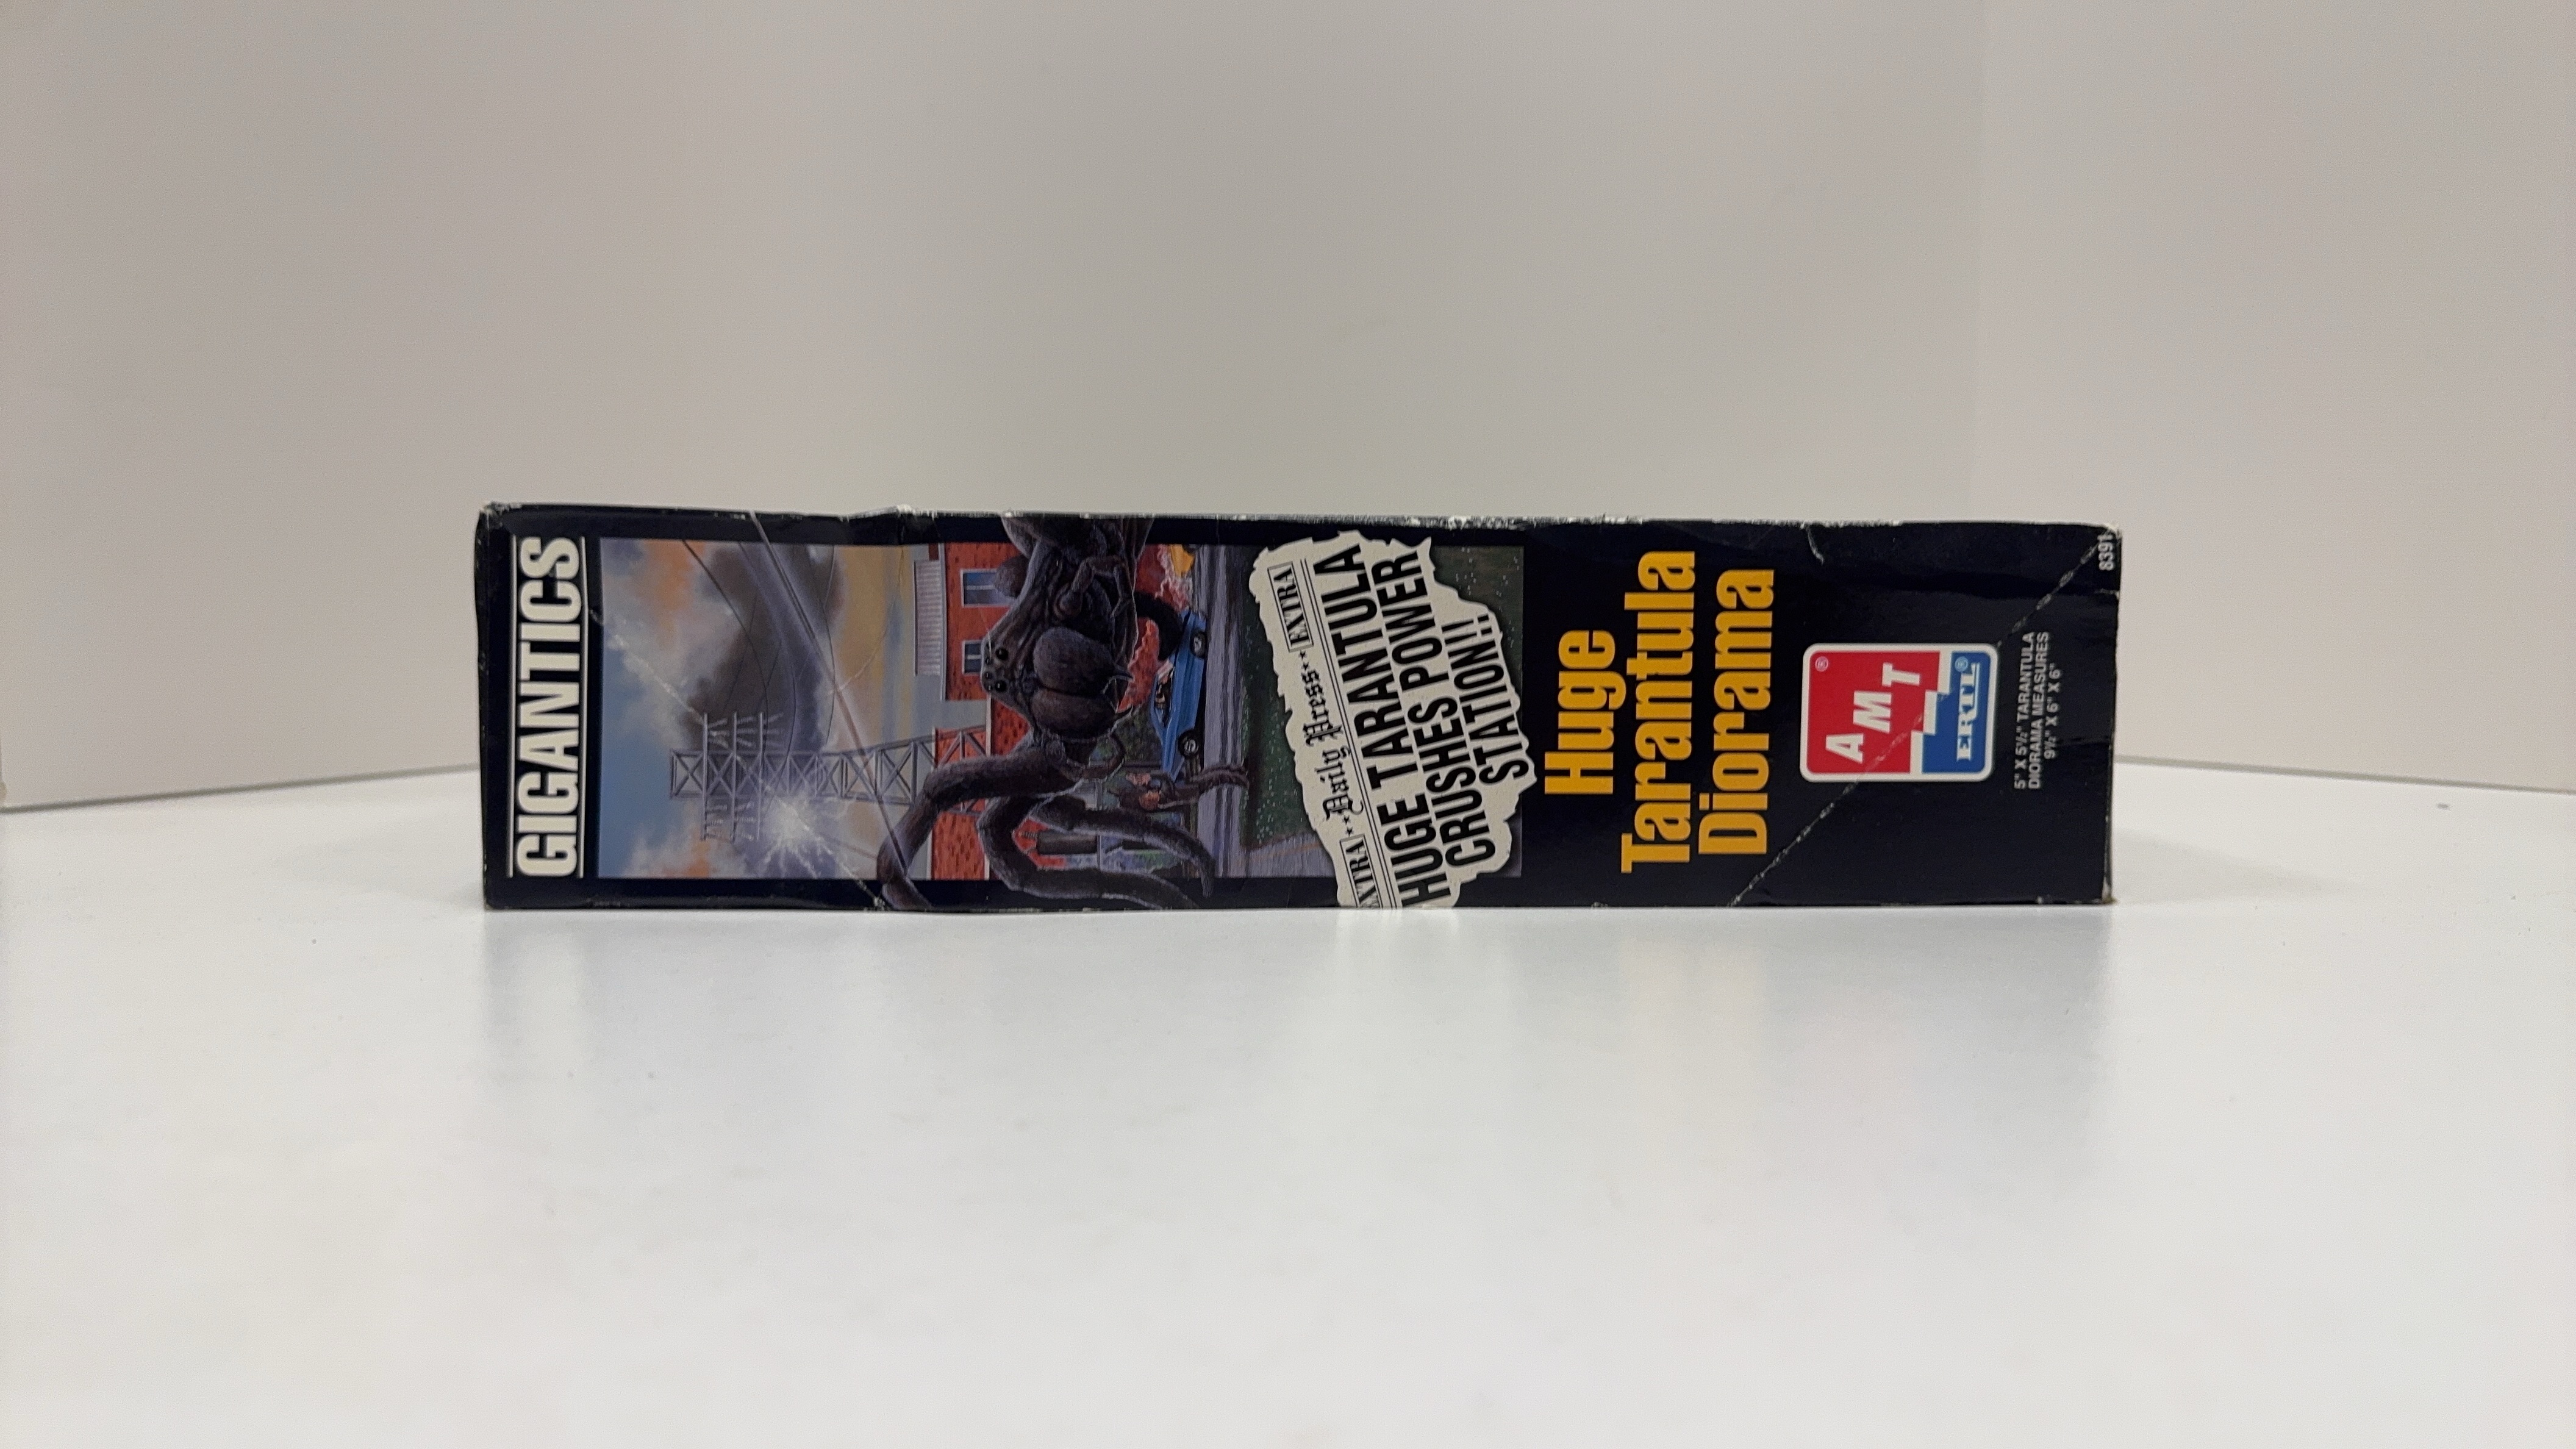 GIGANTICS
EXTRA **Daily Press** EXTRA
HUGE TARANTULA
CRUSHES POWER
STATION!!
Huge
Tarantula
Diorama
AMT ®
ERTL®
5" X 5½" TARANTULA
DIORAMA MEASURES
9½" X 6" X 6"
8391